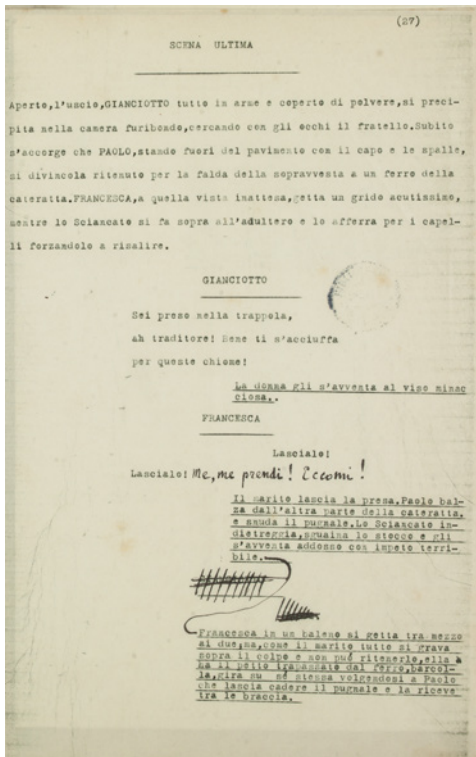 (27)
SCENA ULTIMA
Aperto,l'uscio,GIANCIOTTO tutto in arme e coperto di polvere,si preci-
pita nella camera furibondo,cercando con gli occhi il fratello.Subito
s'accorge che PAOLO,stando fuori del pavimento con il capo e le spalle,
si divincola ritenuto per la falda della sopravventa a un ferro della
cateratta.FRANCESCA,a quella vista inattesa,getta un grido acutissimo,
mentre lo Sciancato si fa sopra all'adultero e lo afferra per i capel-
li forzandolo a risalire.
GIANCIOTTO
Sei preso nella trappola,
ah traditore! Bene ti s'acciuffa
per queste chiome!
La donna gli s'avventa al viso minac
ciosa..
FRANCESCA
Lascialo!
Lascialo! Me, me prendi! Eccomi!
Il marito lascia la presa.Paolo bal-
za dall'altra parte della cateratta.
e snuda il pugnale.Lo Sciancato in-
dietreggia,sguaina lo stocco e gli
s'avventa addosso con impeto terri-
bile.
Francesca in un baleno si getta tra mezzo
ai due;ma,come il marito tutto si grava
sopra il colpo e non può ritenerlo,ella à
ha il petto trapassato dal ferro,barcol-
la,gira su sé stessa volgendosi a Paolo
che lascia cadere il pugnale e la riceve
tra le braccia.